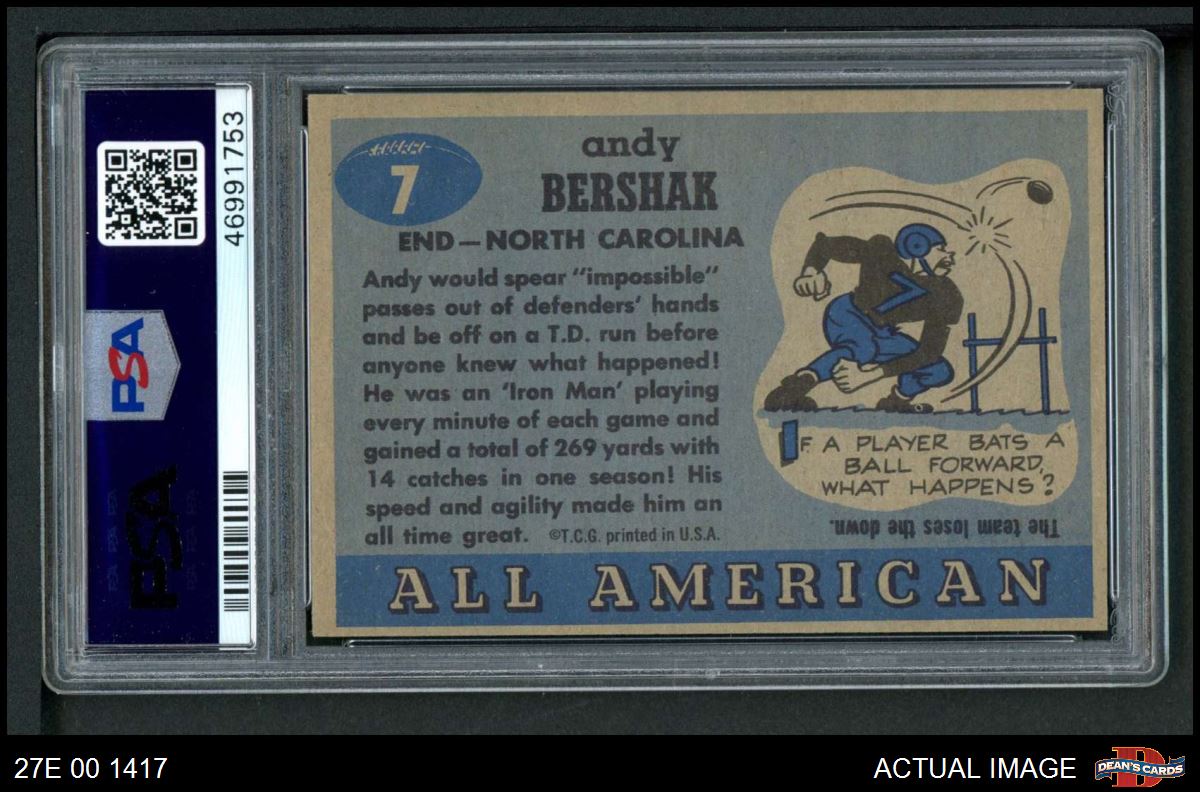 46991753
PSA
PSA
7
andy
BERSHAK
END—NORTH CAROLINA
Andy would spear "impossible"
passes out of defenders' hands
and be off on a T.D. run before
anyone knew what happened!
He was an 'Iron Man' playing
every minute of each game and
gained a total of 269 yards with
14 catches in one season! His
speed and agility made him an
all time great. ©T.C.G. printed in U.S.A.
IF A PLAYER BATS A
BALL FORWARD,
WHAT HAPPENS?
The team loses the down.
ALL AMERICAN
27E 00 1417
ACTUAL IMAGE
DEAN'S CARDS